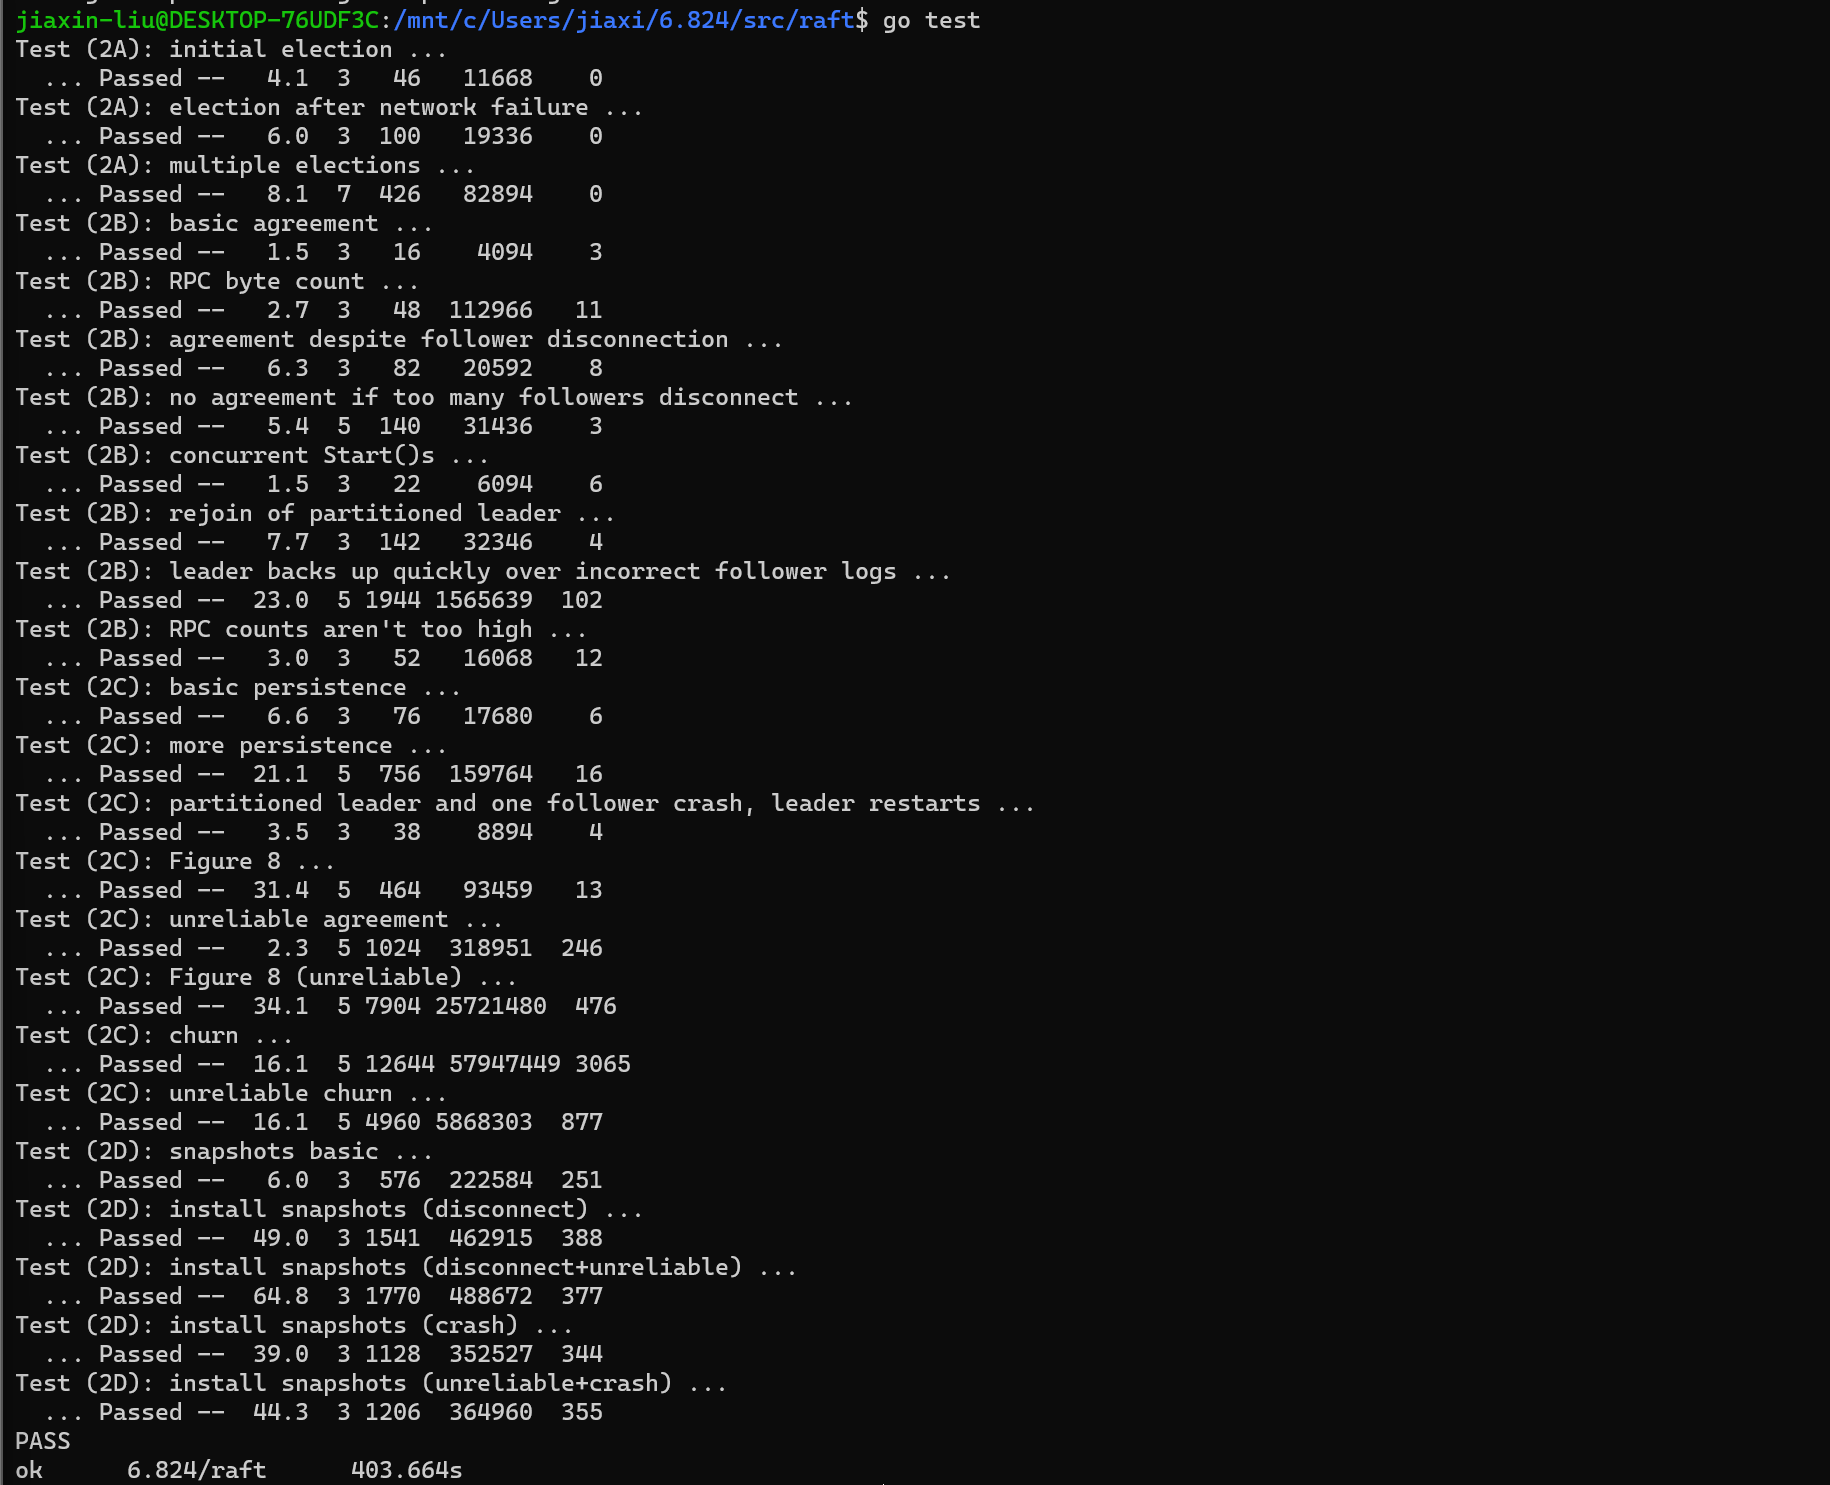 jiaxin-liu@DESKTOP-76UDF3C:/mnt/c/Users/jiaxi/6.824/src/raft$ go test
Test (2A): initial election ...
  ... Passed --   4.1  3   46   11668    0
Test (2A): election after network failure ...
  ... Passed --   6.0  3  100   19336    0
Test (2A): multiple elections ...
  ... Passed --   8.1  7  426   82894    0
Test (2B): basic agreement ...
  ... Passed --   1.5  3   16    4094    3
Test (2B): RPC byte count ...
  ... Passed --   2.7  3   48  112966   11
Test (2B): agreement despite follower disconnection ...
  ... Passed --   6.3  3   82   20592    8
Test (2B): no agreement if too many followers disconnect ...
  ... Passed --   5.4  5  140   31436    3
Test (2B): concurrent Start()s ...
  ... Passed --   1.5  3   22    6094    6
Test (2B): rejoin of partitioned leader ...
  ... Passed --   7.7  3  142   32346    4
Test (2B): leader backs up quickly over incorrect follower logs ...
  ... Passed --  23.0  5 1944 1565639  102
Test (2B): RPC counts aren't too high ...
  ... Passed --   3.0  3   52   16068   12
Test (2C): basic persistence ...
  ... Passed --   6.6  3   76   17680    6
Test (2C): more persistence ...
  ... Passed --  21.1  5  756  159764   16
Test (2C): partitioned leader and one follower crash, leader restarts ...
  ... Passed --   3.5  3   38    8894    4
Test (2C): Figure 8 ...
  ... Passed --  31.4  5  464   93459   13
Test (2C): unreliable agreement ...
  ... Passed --   2.3  5 1024  318951  246
Test (2C): Figure 8 (unreliable) ...
  ... Passed --  34.1  5 7904 25721480  476
Test (2C): churn ...
  ... Passed --  16.1  5 12644 57947449 3065
Test (2C): unreliable churn ...
  ... Passed --  16.1  5 4960 5868303  877
Test (2D): snapshots basic ...
  ... Passed --   6.0  3  576  222584  251
Test (2D): install snapshots (disconnect) ...
  ... Passed --  49.0  3 1541  462915  388
Test (2D): install snapshots (disconnect+unreliable) ...
  ... Passed --  64.8  3 1770  488672  377
Test (2D): install snapshots (crash) ...
  ... Passed --  39.0  3 1128  352527  344
Test (2D): install snapshots (unreliable+crash) ...
  ... Passed --  44.3  3 1206  364960  355
PASS
ok      6.824/raft      403.664s